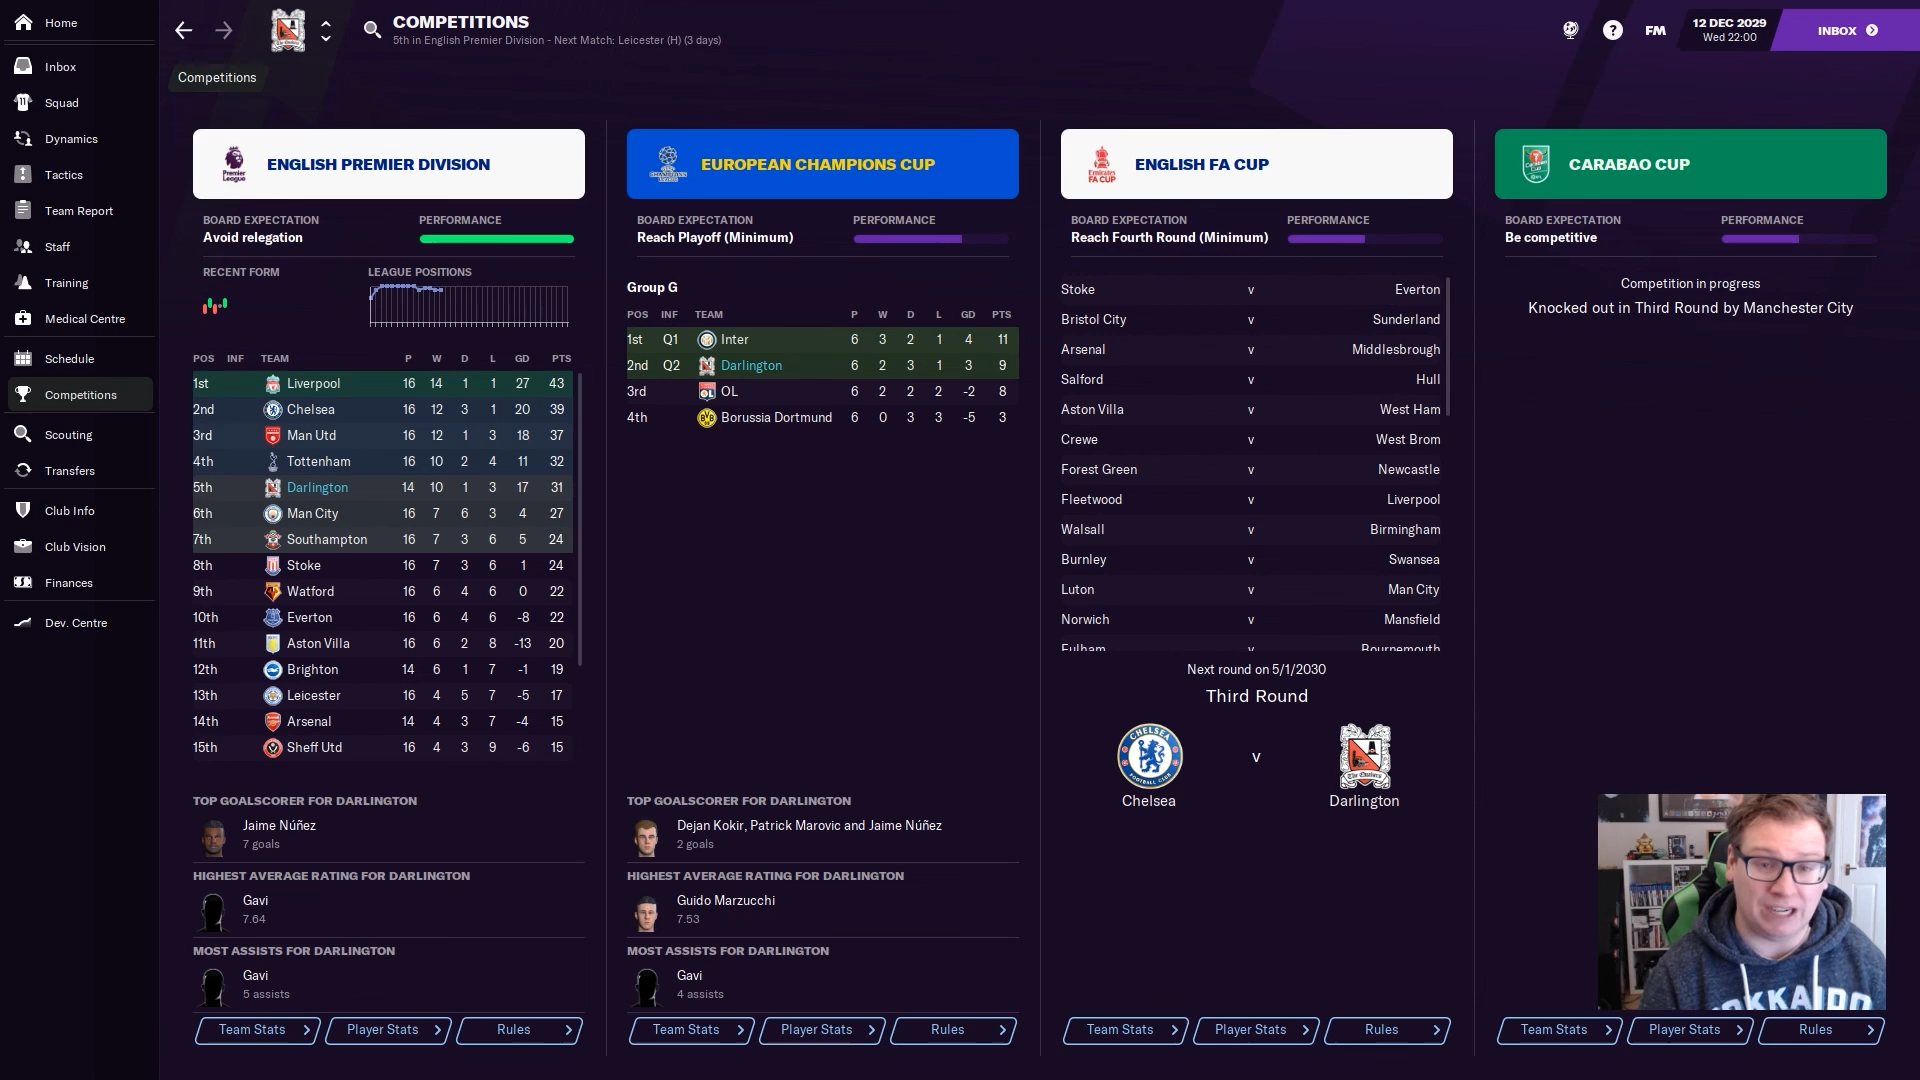 Home
Inbox
Squad
Dynamics
Tactics
Team Report
Staff
Training
Medical Centre
Schedule
Competitions
Scouting
Transfers
Club Info
Club Vision
Finances
Dev. Centre
COMPETITIONS
5th in English Premier Division - Next Match: Leicester (H) (3 days)
FM
12 DEC 2029
Wed 22:00
INBOX
Competitions
Premier League
ENGLISH PREMIER DIVISION
BOARD EXPECTATION PERFORMANCE
Avoid relegation
RECENT FORM LEAGUE POSITIONS
POS INF TEAM P W D L GD PTS
1st Liverpool 16 14 1 1 27 43
2nd Chelsea 16 12 3 1 20 39
3rd Man Utd 16 12 1 3 18 37
4th Tottenham 16 10 2 4 11 32
5th Darlington 14 10 1 3 17 31
6th Man City 16 7 6 3 4 27
7th Southampton 16 7 3 6 5 24
8th Stoke 16 7 3 6 1 24
9th Watford 16 6 4 6 0 22
10th Everton 16 6 4 6 -8 22
11th Aston Villa 16 6 2 8 -13 20
12th Brighton 14 6 1 7 -1 19
13th Leicester 16 4 5 7 -5 17
14th Arsenal 14 4 3 7 -4 15
15th Sheff Utd 16 4 3 9 -6 15
TOP GOALSCORER FOR DARLINGTON
Jaime Núñez
7 goals
HIGHEST AVERAGE RATING FOR DARLINGTON
Gavi
7.64
MOST ASSISTS FOR DARLINGTON
Gavi
5 assists
Team Stats Player Stats Rules
EUROPEAN CHAMPIONS CUP
BOARD EXPECTATION PERFORMANCE
Reach Playoff (Minimum)
Group G
POS INF TEAM P W D L GD PTS
1st Q1 Inter 6 3 2 1 4 11
2nd Q2 Darlington 6 2 3 1 3 9
3rd OL 6 2 2 2 -2 8
4th Borussia Dortmund 6 0 3 3 -5 3
TOP GOALSCORER FOR DARLINGTON
Dejan Kokir, Patrick Marovic and Jaime Núñez
2 goals
HIGHEST AVERAGE RATING FOR DARLINGTON
Guido Marzucchi
7.53
MOST ASSISTS FOR DARLINGTON
Gavi
4 assists
Team Stats Player Stats Rules
Emirates FA CUP
ENGLISH FA CUP
BOARD EXPECTATION PERFORMANCE
Reach Fourth Round (Minimum)
Stoke v Everton
Bristol City v Sunderland
Arsenal v Middlesbrough
Salford v Hull
Aston Villa v West Ham
Crewe v West Brom
Forest Green v Newcastle
Fleetwood v Liverpool
Walsall v Birmingham
Burnley v Swansea
Luton v Man City
Norwich v Mansfield
Fulham v Bournemouth
Next round on 5/1/2030
Third Round
CHELSEA FOOTBALL CLUB
v
The Quakers
Chelsea Darlington
Team Stats Player Stats Rules
CARABAO CUP
BOARD EXPECTATION PERFORMANCE
Be competitive
Competition in progress
Knocked out in Third Round by Manchester City
OKKAIDO
Team Stats Player Stats Rules